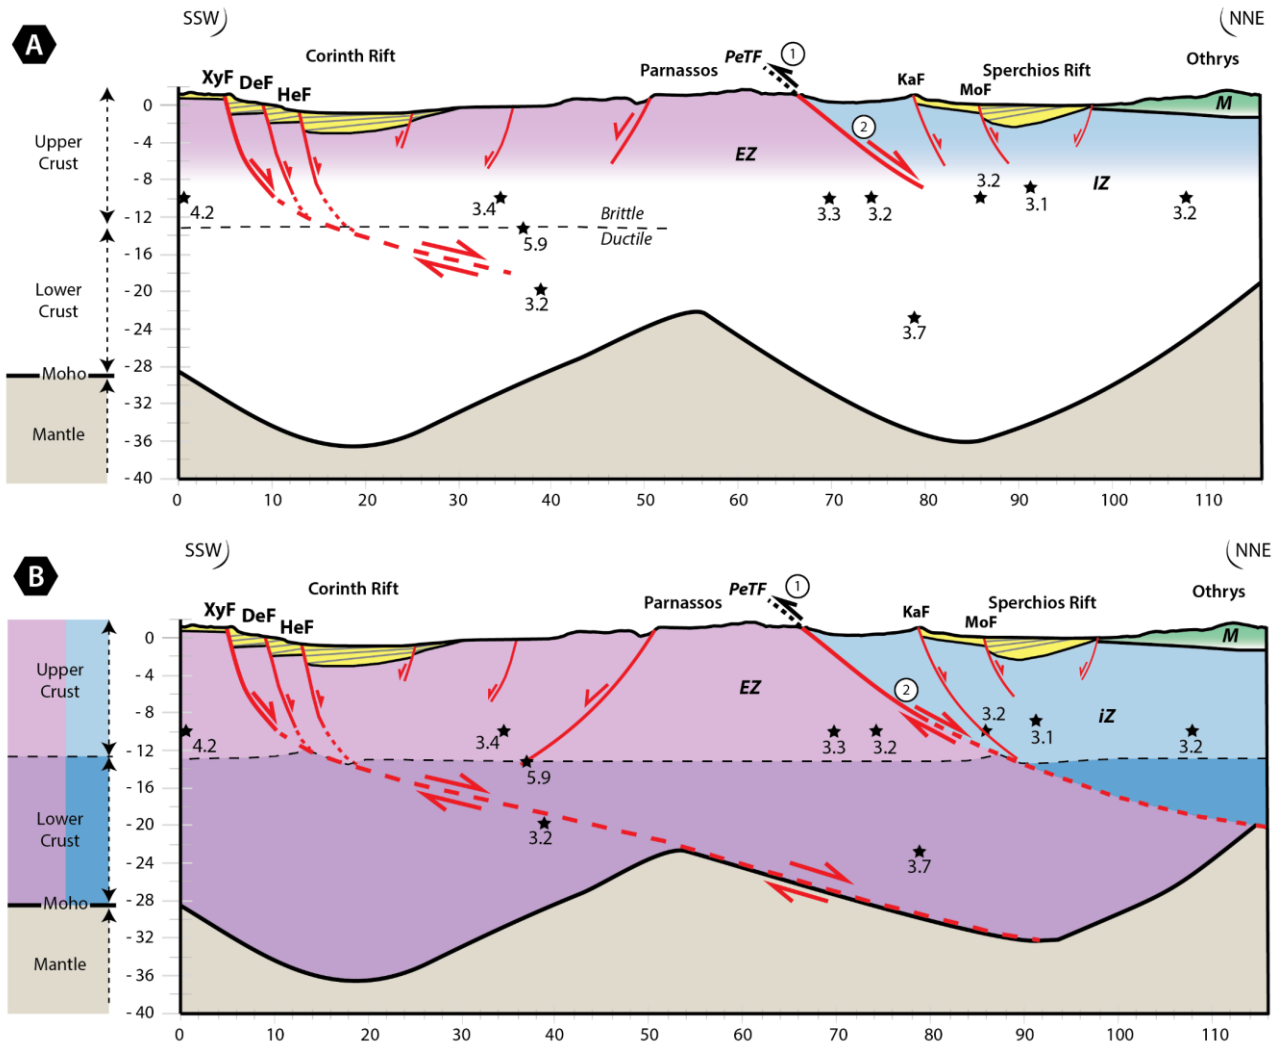 A
SSW
NNE
Corinth Rift
Parnassos
PeTF
1
Sperchios Rift
Othrys
XyF
DeF
HeF
KaF
MoF
M
2
EZ
IZ
Upper
Crust
Lower
Crust
Moho
Mantle
0
- 4
- 8
- 12
- 16
- 20
- 24
- 28
- 32
- 36
- 40
4.2
3.4
Brittle
Ductile
5.9
3.2
3.3
3.2
3.2
3.1
3.2
3.7
0
10
20
30
40
50
60
70
80
90
100
110
B
SSW
NNE
Corinth Rift
Parnassos
PeTF
1
Sperchios Rift
Othrys
XyF
DeF
HeF
KaF
MoF
M
2
EZ
iZ
Upper
Crust
Lower
Crust
Moho
Mantle
0
- 4
- 8
- 12
- 16
- 20
- 24
- 28
- 32
- 36
- 40
4.2
3.4
5.9
3.2
3.3
3.2
3.2
3.1
3.2
3.7
0
10
20
30
40
50
60
70
80
90
100
110